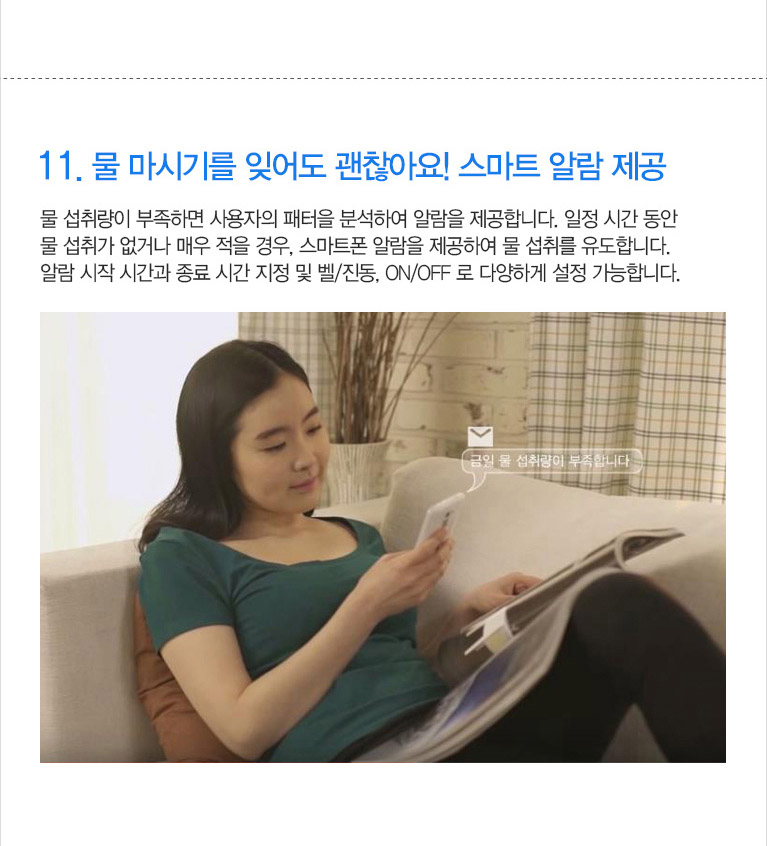 11. 물 마시기를 잊어도 괜찮아요! 스마트 알람 제공
물 섭취량이 부족하면 사용자의 패터을 분석하여 알람을 제공합니다. 일정 시간 동안
물 섭취가 없거나 매우 적을 경우, 스마트폰 알람을 제공하여 물 섭취를 유도합니다.
알람 시작 시간과 종료 시간 지정 및 벨/진동, ON/OFF 로 다양하게 설정 가능합니다.
금일 물 섭취량이 부족합니다